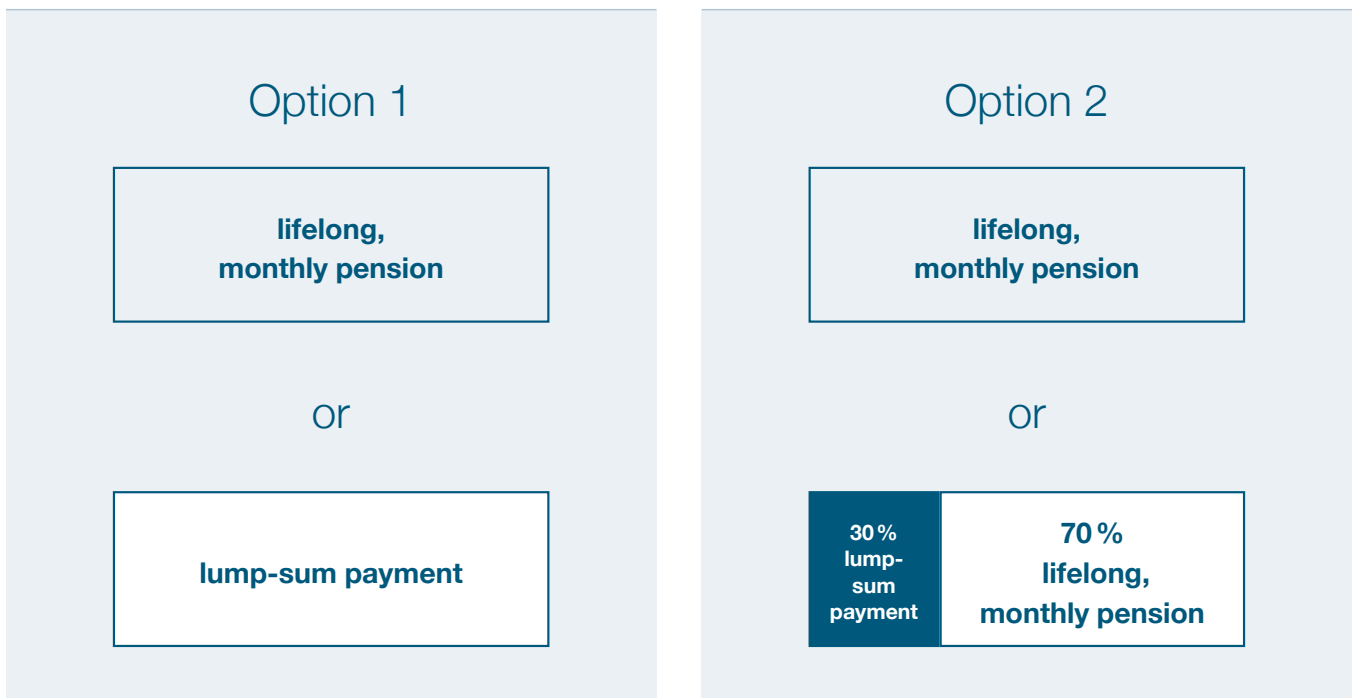 Option 1
lifelong,
monthly pension
or
lump-sum payment
Option 2
lifelong,
monthly pension
or
30 %
lump-
sum
payment
70 %
lifelong,
monthly pension